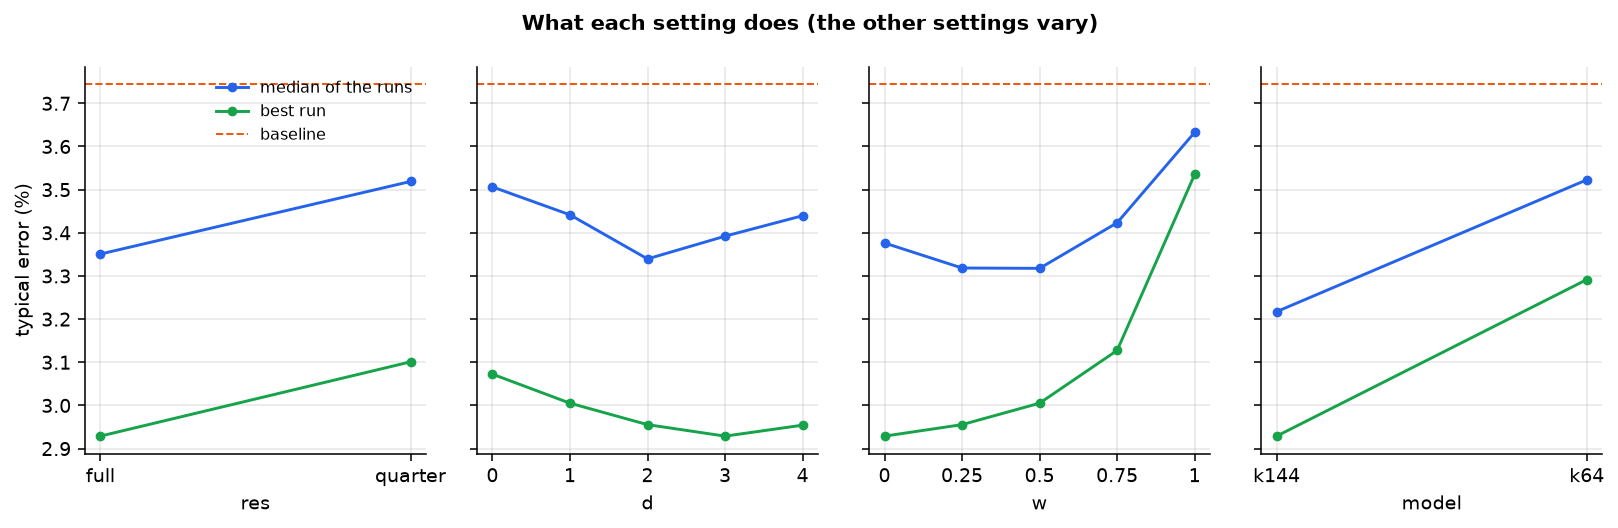 What each setting does (the other settings vary)
typical error (%)
3.7
3.6
3.5
3.4
3.3
3.2
3.1
3.0
2.9
median of the runs
best run
baseline
full quarter
res
0 1 2 3 4
d
0 0.25 0.5 0.75 1
w
k144 k64
model